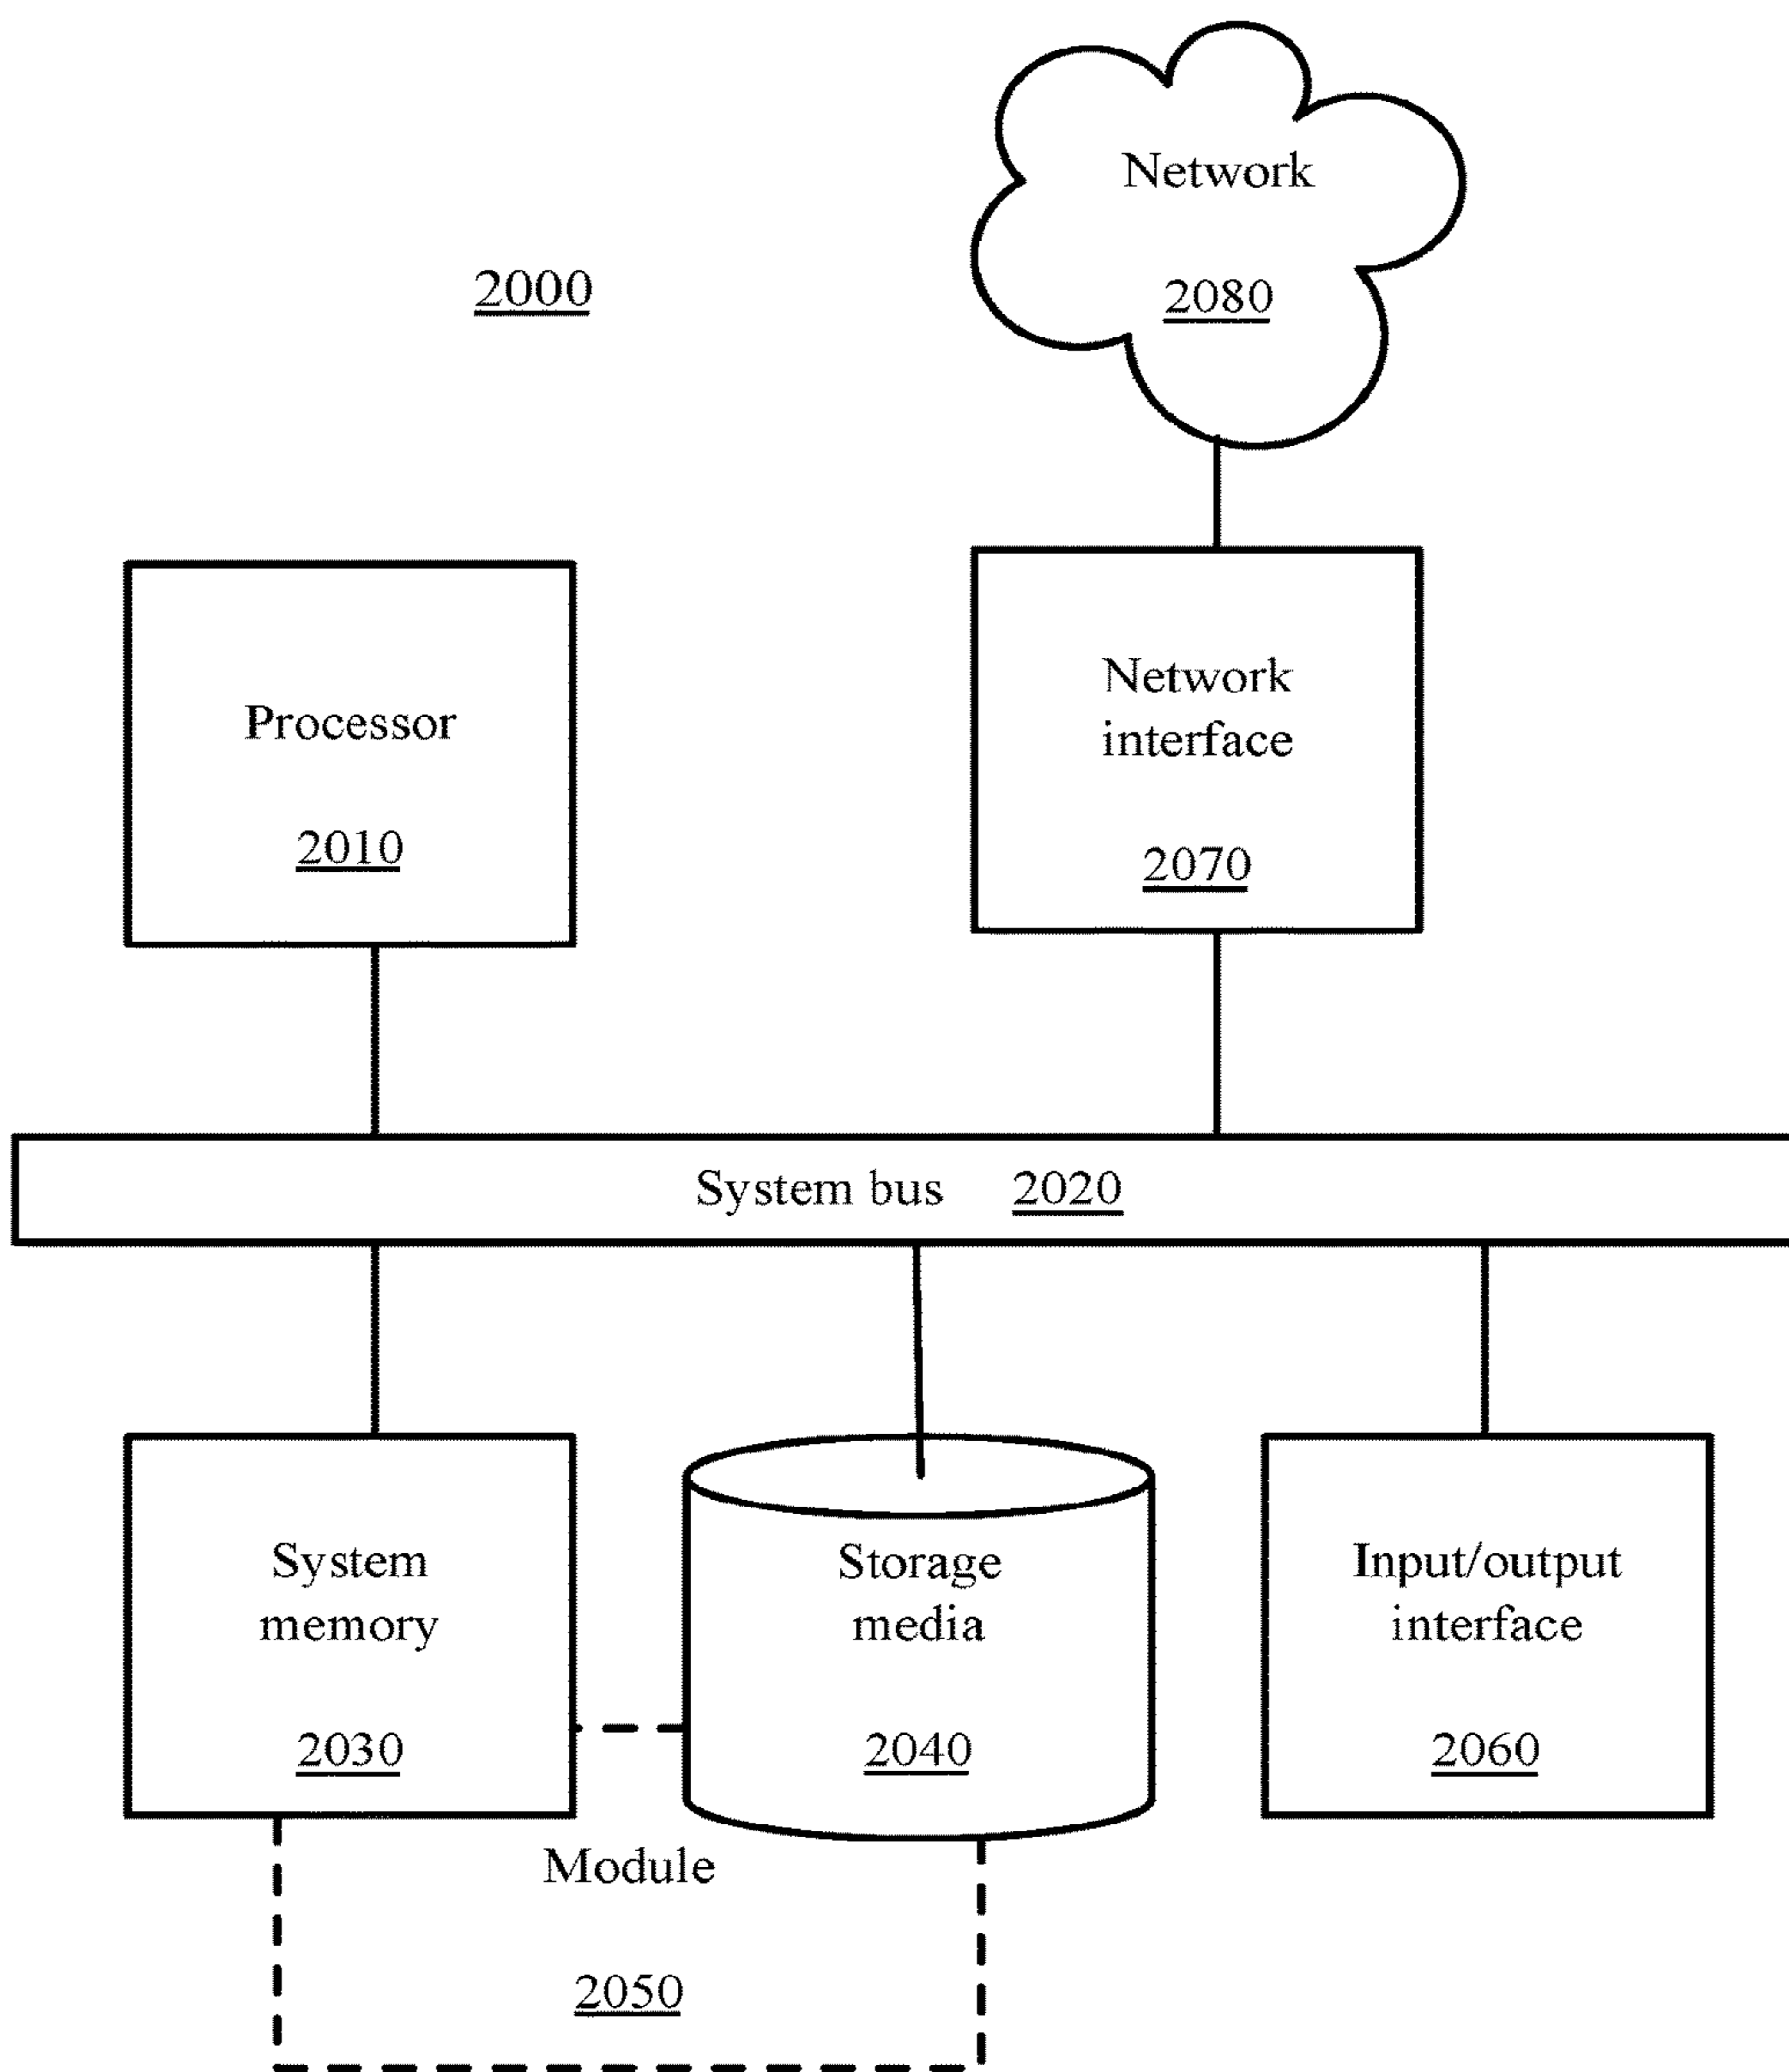 Network
2080
2000
Processor
2010
Network
interface
2070
System bus 2020
System
memory
2030
Storage
media
2040
Input/output
interface
2060
Module
2050